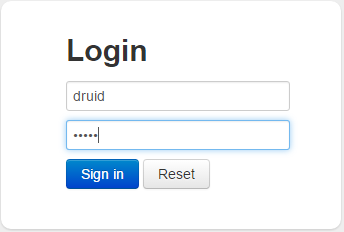 Login
druid
•••••
Sign in
Reset